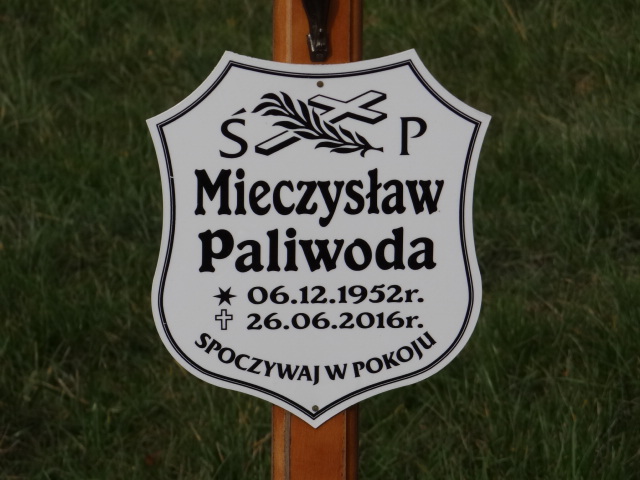 Ś P
Mieczysław
Paliwoda
* 06.12.1952r.
✝ 26.06.2016r.
SPOCZYWAJ W POKOJU